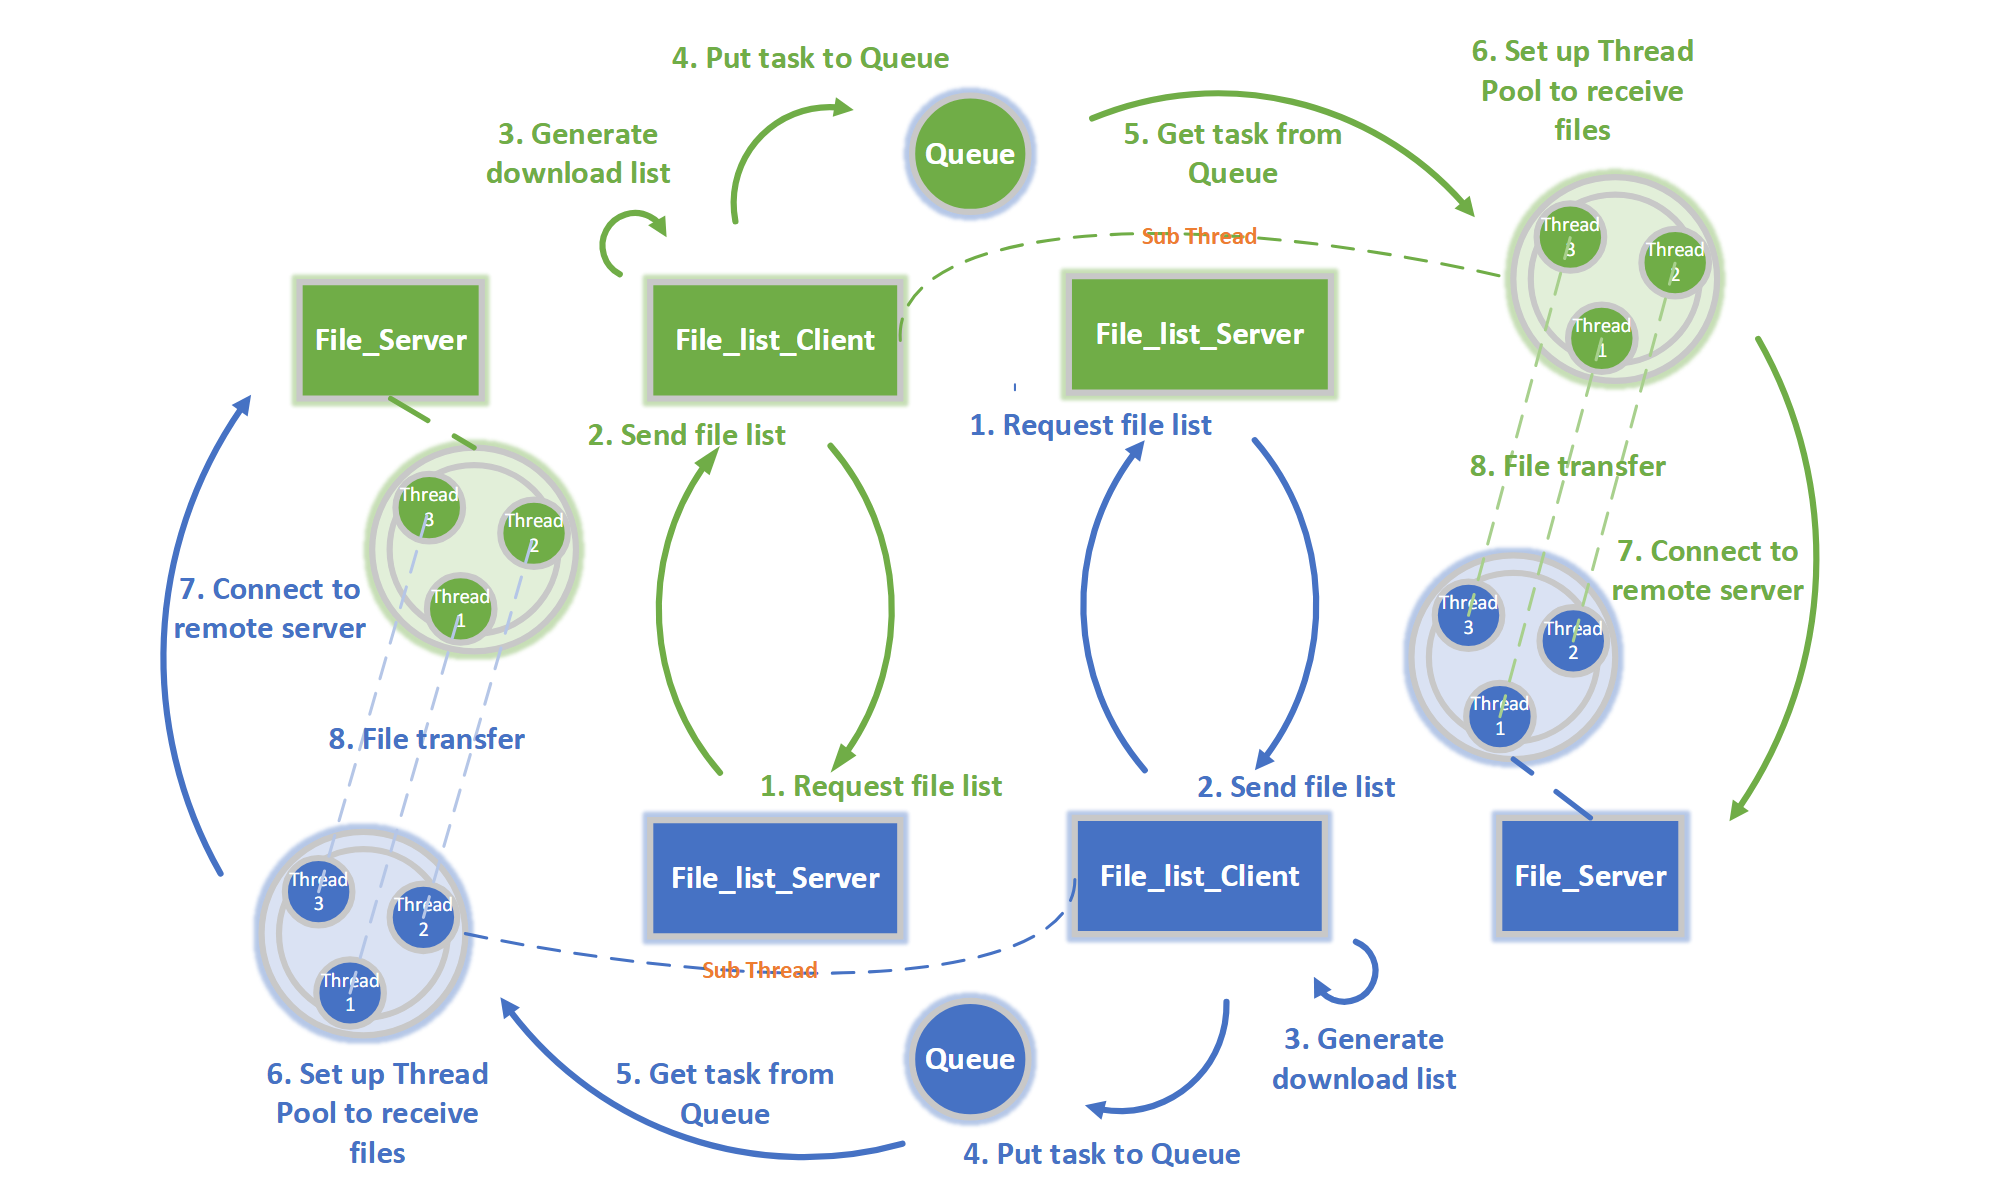 4. Put task to Queue
6. Set up Thread
Pool to receive
files
3. Generate
download list
Queue
5. Get task from
Queue
Sub Thread
Thread
3
Thread
2
Thread
1
File_Server
File_list_Client
File_list_Server
2. Send file list
1. Request file list
8. File transfer
Thread
3
Thread
2
Thread
1
7. Connect to
remote server
7. Connect to
remote server
Thread
3
Thread
2
Thread
1
8. File transfer
1. Request file list
2. Send file list
File_list_Server
File_list_Client
File_Server
Thread
3
Thread
2
Thread
1
Sub Thread
Queue
3. Generate
download list
6. Set up Thread
Pool to receive
files
5. Get task from
Queue
4. Put task to Queue